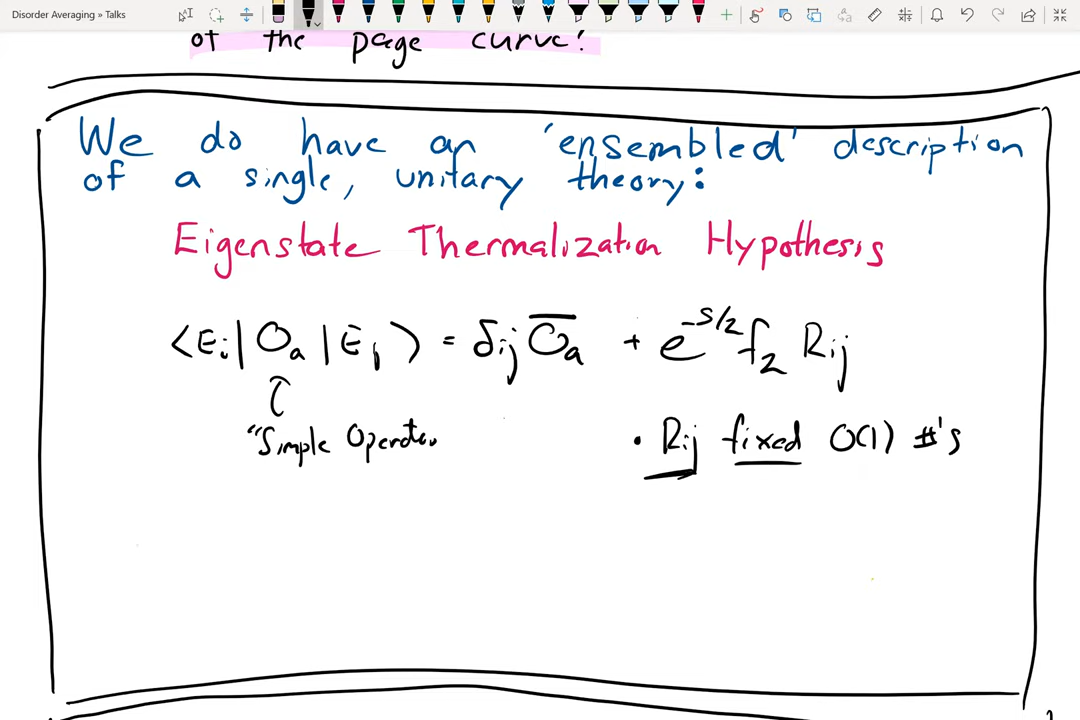 Disorder Averaging » Talks
of the page curve!
We do have an 'ensembled' description
of a single, unitary theory:
Eigenstate Thermalization Hypothesis
<Ei| Oa |Ej> = δij O̅a + e^-S/2 f2 Rij
"Simple Operator
• Rij fixed O(1) #'s